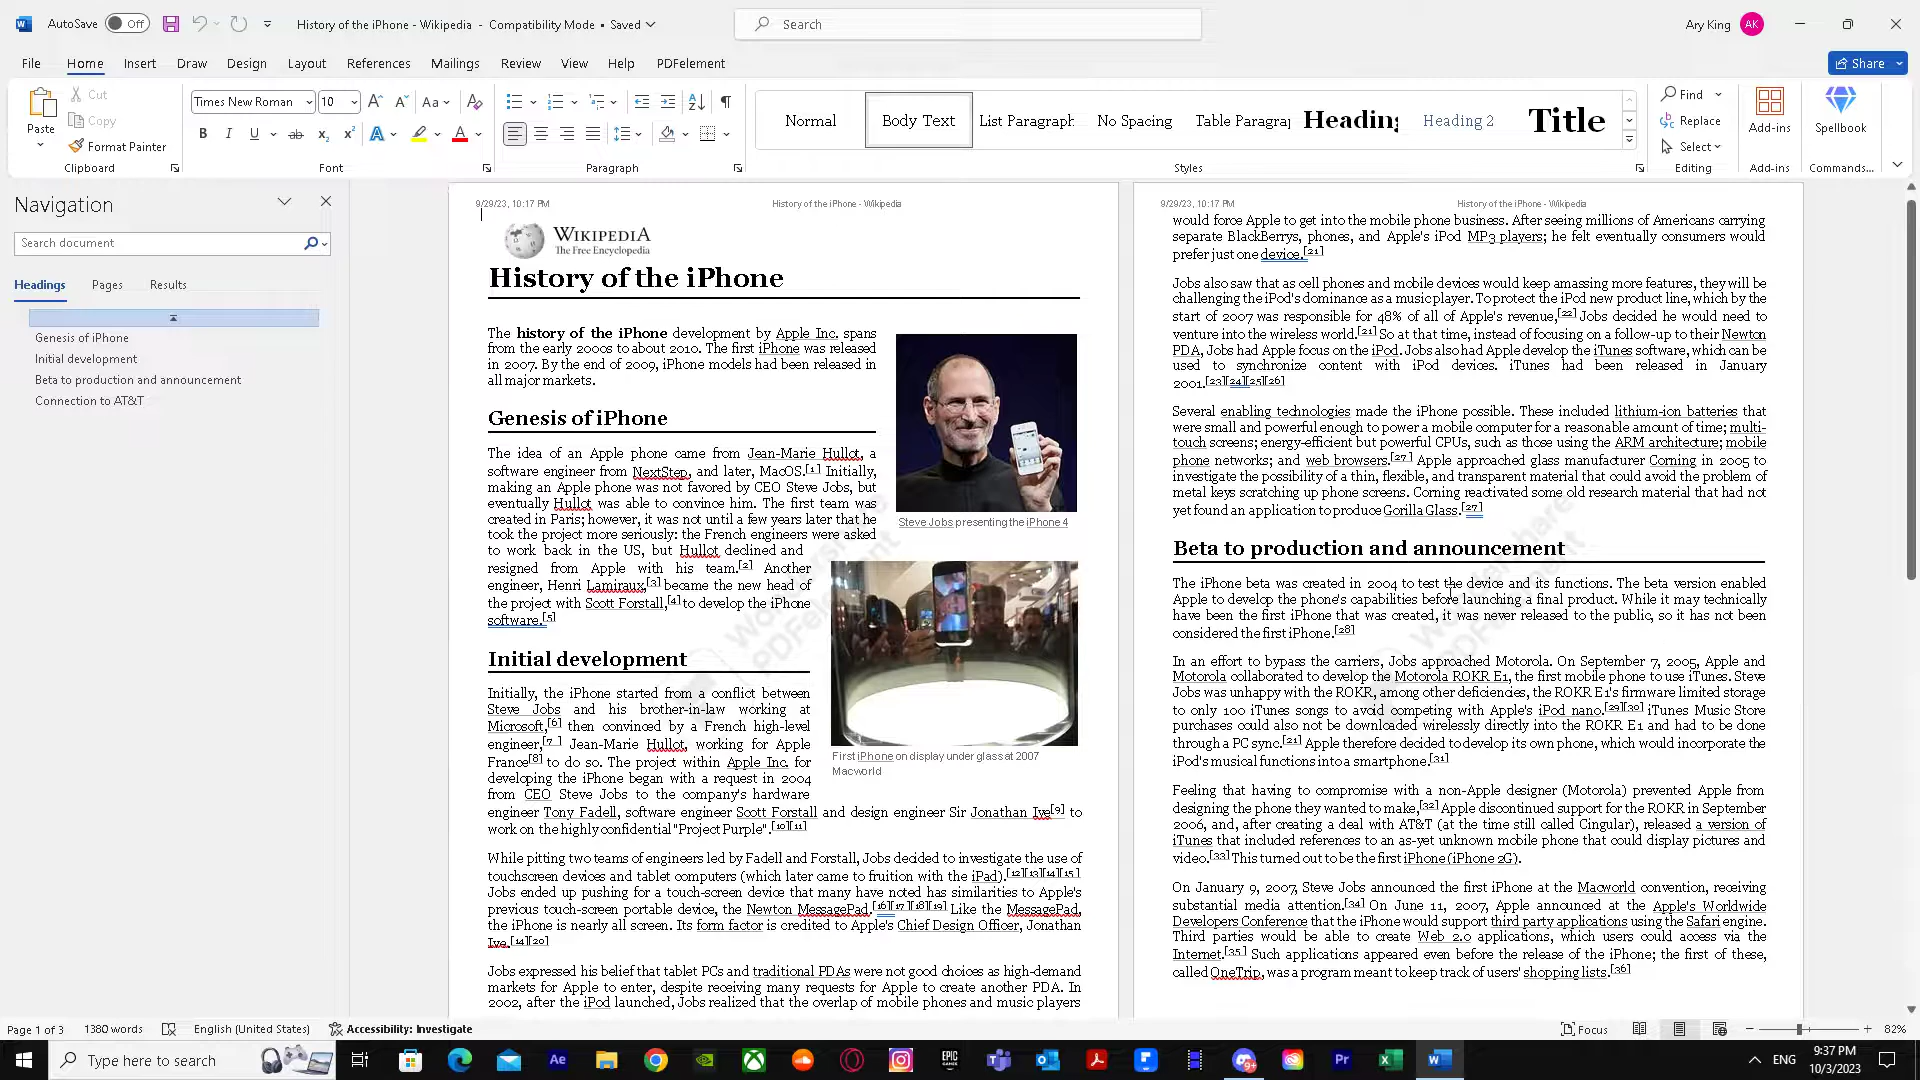 AutoSave Off History of the iPhone - Wikipedia - Compatibility Mode • Saved Search Ary King AK
File Home Insert Draw Design Layout References Mailings Review View Help PDFelement Share
Paste Cut Copy Format Painter
Times New Roman 10 Aa
B I U ab x₂ x² A A
Normal Body Text List Paragraph No Spacing Table Paragra Heading Heading 2 Title
Find Replace Select
Add-ins Spellbook
Clipboard Font Paragraph Styles Editing Add-ins Commands...
Navigation
Search document
Headings Pages Results
Genesis of iPhone
Initial development
Beta to production and announcement
Connection to AT&T
9/29/23, 10:17 PM History of the iPhone - Wikipedia
WIKIPEDIA
The Free Encyclopedia
History of the iPhone
The history of the iPhone development by Apple Inc. spans
from the early 2000s to about 2010. The first iPhone was released
in 2007. By the end of 2009, iPhone models had been released in
all major markets.
Genesis of iPhone
The idea of an Apple phone came from Jean-Marie Hullot, a
software engineer from NextStep, and later, MacOS.[1] Initially,
making an Apple phone was not favored by CEO Steve Jobs, but
eventually Hullot was able to convince him. The first team was
created in Paris; however, it was not until a few years later that he
took the project more seriously: the French engineers were asked
to work back in the US, but Hullot declined and
resigned from Apple with his team.[2] Another
engineer, Henri Lamiraux,[3] became the new head of
the project with Scott Forstall,[4] to develop the iPhone
software.[5]
Steve Jobs presenting the iPhone 4
Initial development
Initially, the iPhone started from a conflict between
Steve Jobs and his brother-in-law working at
Microsoft,[6] then convinced by a French high-level
engineer,[7] Jean-Marie Hullot, working for Apple
France[8] to do so. The project within Apple Inc. for
developing the iPhone began with a request in 2004
from CEO Steve Jobs to the company's hardware
engineer Tony Fadell, software engineer Scott Forstall and design engineer Sir Jonathan Ive[9] to
work on the highly confidential "Project Purple".[10][11]
First iPhone on display under glass at 2007
Macworld
While pitting two teams of engineers led by Fadell and Forstall, Jobs decided to investigate the use of
touchscreen devices and tablet computers (which later came to fruition with the iPad).[12][13][14][15]
Jobs ended up pushing for a touch-screen device that many have noted has similarities to Apple's
previous touch-screen portable device, the Newton MessagePad.[16][17][18][19] Like the MessagePad,
the iPhone is nearly all screen. Its form factor is credited to Apple's Chief Design Officer, Jonathan
Ive.[14][20]
Jobs expressed his belief that tablet PCs and traditional PDAs were not good choices as high-demand
markets for Apple to enter, despite receiving many requests for Apple to create another PDA. In
2002, after the iPod launched, Jobs realized that the overlap of mobile phones and music players
9/29/23, 10:17 PM History of the iPhone - Wikipedia
would force Apple to get into the mobile phone business. After seeing millions of Americans carrying
separate BlackBerrys, phones, and Apple's iPod MP3 players; he felt eventually consumers would
prefer just one device.[21]
Jobs also saw that as cell phones and mobile devices would keep amassing more features, they will be
challenging the iPod's dominance as a music player. To protect the iPod new product line, which by the
start of 2007 was responsible for 48% of all of Apple's revenue,[22] Jobs decided he would need to
venture into the wireless world.[21] So at that time, instead of focusing on a follow-up to their Newton
PDA, Jobs had Apple focus on the iPod. Jobs also had Apple develop the iTunes software, which can be
used to synchronize content with iPod devices. iTunes had been released in January
2001.[23][24][25][26]
Several enabling technologies made the iPhone possible. These included lithium-ion batteries that
were small and powerful enough to power a mobile computer for a reasonable amount of time; multi-
touch screens; energy-efficient but powerful CPUs, such as those using the ARM architecture; mobile
phone networks; and web browsers.[27] Apple approached glass manufacturer Corning in 2005 to
investigate the possibility of a thin, flexible, and transparent material that could avoid the problem of
metal keys scratching up phone screens. Corning reactivated some old research material that had not
yet found an application to produce Gorilla Glass.[27]
Beta to production and announcement
The iPhone beta was created in 2004 to test the device and its functions. The beta version enabled
Apple to develop the phone's capabilities before launching a final product. While it may technically
have been the first iPhone that was created, it was never released to the public, so it has not been
considered the first iPhone.[28]
In an effort to bypass the carriers, Jobs approached Motorola. On September 7, 2005, Apple and
Motorola collaborated to develop the Motorola ROKR E1, the first mobile phone to use iTunes. Steve
Jobs was unhappy with the ROKR, among other deficiencies, the ROKR E1's firmware limited storage
to only 100 iTunes songs to avoid competing with Apple's iPod nano.[29][30] iTunes Music Store
purchases could also not be downloaded wirelessly directly into the ROKR E1 and had to be done
through a PC sync.[21] Apple therefore decided to develop its own phone, which would incorporate the
iPod's musical functions into a smartphone.[31]
Feeling that having to compromise with a non-Apple designer (Motorola) prevented Apple from
designing the phone they wanted to make,[32] Apple discontinued support for the ROKR in September
2006, and, after creating a deal with AT&T (at the time still called Cingular), released a version of
iTunes that included references to an as-yet unknown mobile phone that could display pictures and
video.[33] This turned out to be the first iPhone (iPhone 2G).
On January 9, 2007, Steve Jobs announced the first iPhone at the Macworld convention, receiving
substantial media attention.[34] On June 11, 2007, Apple announced at the Apple's Worldwide
Developers Conference that the iPhone would support third party applications using the Safari engine.
Third parties would be able to create Web 2.0 applications, which users could access via the
Internet.[35] Such applications appeared even before the release of the iPhone; the first of these,
called OneTrip, was a program meant to keep track of users' shopping lists.[36]
Wondershare
PDFelement
Wondershare
PDFelement
Page 1 of 3 1380 words English (United States) Accessibility: Investigate Focus 82%
Type here to search Ae EPIC GAMES Pr ENG 9:37 PM
10/3/2023